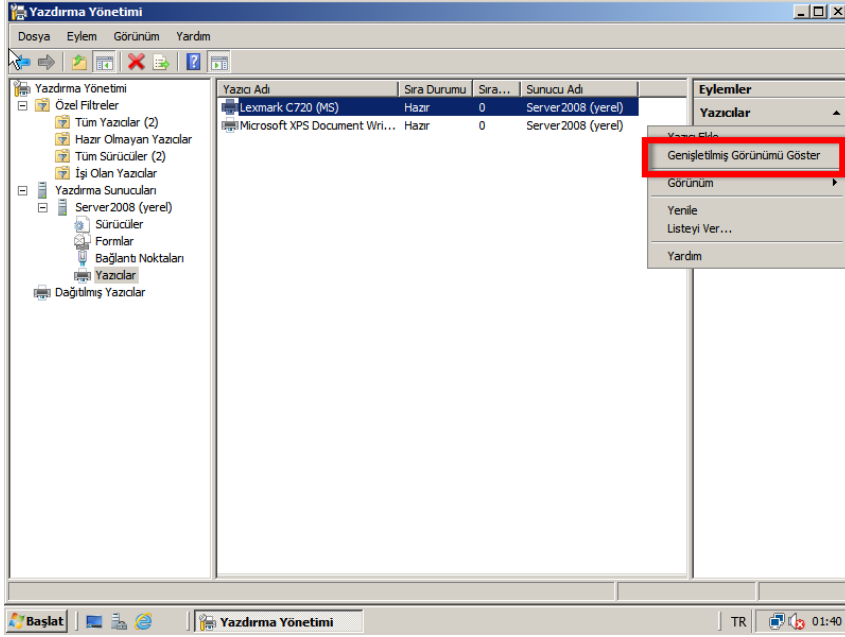 Yazdırma Yönetimi
Dosya Eylem Görünüm Yardım
Yazdırma Yönetimi
Özel Filtreler
Tüm Yazıcılar (2)
Hazır Olmayan Yazıcılar
Tüm Sürücüler (2)
İşi Olan Yazıcılar
Yazdırma Sunucuları
Server2008 (yerel)
Sürücüler
Formlar
Bağlantı Noktaları
Yazıcılar
Dağıtılmış Yazıcılar
Yazıcı Adı Sıra Durumu Sıra... Sunucu Adı
Lexmark C720 (MS) Hazır 0 Server2008 (yerel)
Microsoft XPS Document Wri... Hazır 0 Server2008 (yerel)
Eylemler
Yazıcılar
Yazıcı Ekle
Genişletilmiş Görünümü Göster
Görünüm
Yenile
Listeyi Ver...
Yardım
Başlat Yazdırma Yönetimi TR 01:40